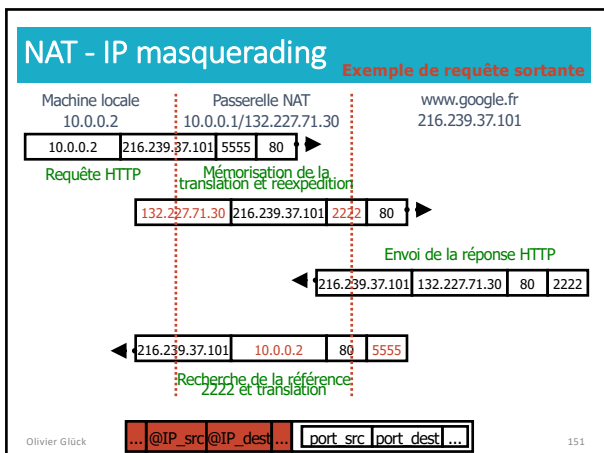 NAT - IP masquerading
Exemple de requête sortante
Machine locale Passerelle NAT www.google.fr
10.0.0.2 10.0.0.1/132.227.71.30 216.239.37.101
10.0.0.2 216.239.37.101 5555 80
Requête HTTP
Mémorisation de la
translation et réexpédition
132.227.71.30 216.239.37.101 2222 80
Envoi de la réponse HTTP
216.239.37.101 132.227.71.30 80 2222
216.239.37.101 10.0.0.2 80 5555
Recherche de la référence
2222 et translation
... @IP_src @IP_dest ... port_src port_dest ...
Olivier Glück 151